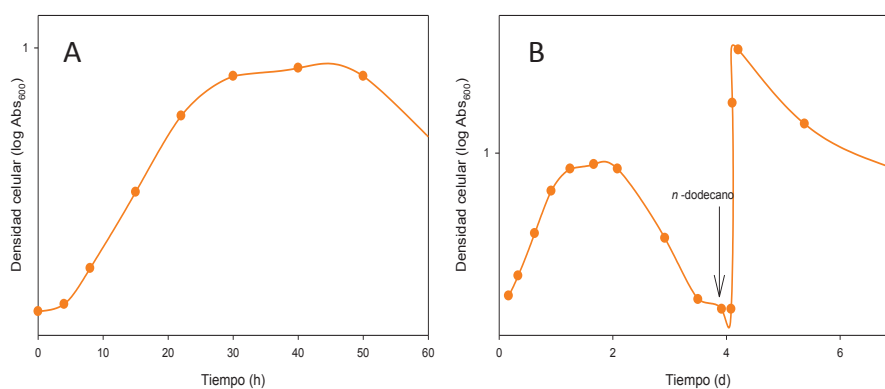 A
1
Densidad celular (log Abs600)
0 10 20 30 40 50 60
Tiempo (h)
B
1
Densidad celular (log Abs600)
n -dodecano
0 2 4 6
Tiempo (d)